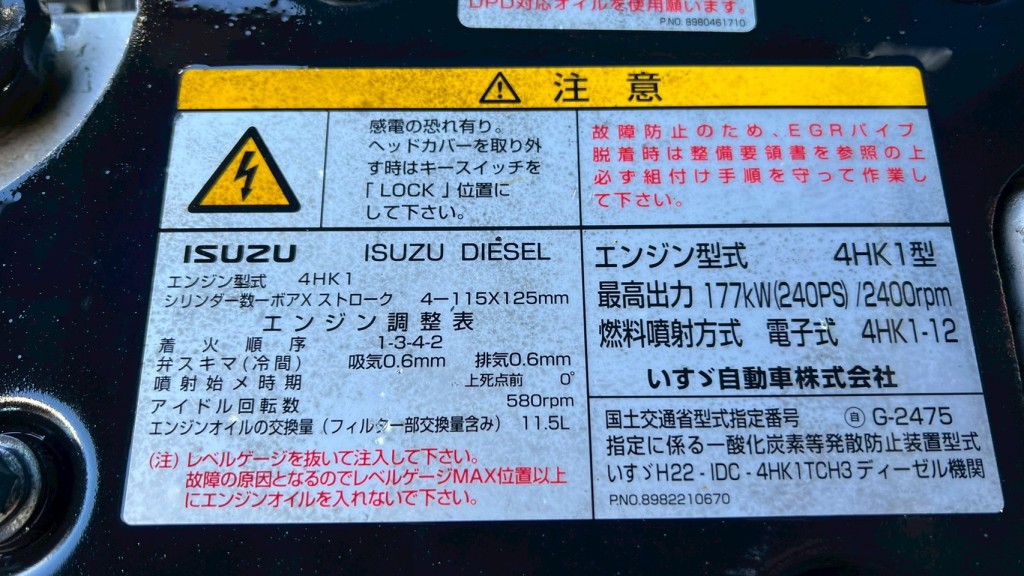 DPD対応オイルを使用願います。
P.NO. 8980461710
注意
感電の恐れ有り。
ヘッドカバーを取り外
す時はキースイッチを
「LOCK」位置に
して下さい。
故障防止のため、EGRパイプ
脱着時は整備要領書を参照の上
必ず組付け手順を守って作業し
て下さい。
ISUZU ISUZU DIESEL
エンジン型式 4HK1
シリンダー数ーボアX ストローク 4-115X125mm
エンジン調整表
着火順序 1-3-4-2
弁スキマ(冷間) 吸気0.6mm 排気0.6mm
噴射始メ時期 上死点前 0°
アイドル回転数 580rpm
エンジンオイルの交換量(フィルター部交換量含み) 11.5L
(注) レベルゲージを抜いて注入して下さい。
故障の原因となるのでレベルゲージMAX位置以上
にエンジンオイルを入れないで下さい。
エンジン型式 4HK1型
最高出力 177kW(240PS)/2400rpm
燃料噴射方式 電子式 4HK1-12
いすゞ自動車株式会社
国土交通省型式指定番号 ㊐ G-2475
指定に係る一酸化炭素等発散防止装置型式
いすゞH22-IDC-4HK1TCH3 ディーゼル機関
P.NO.8982210670